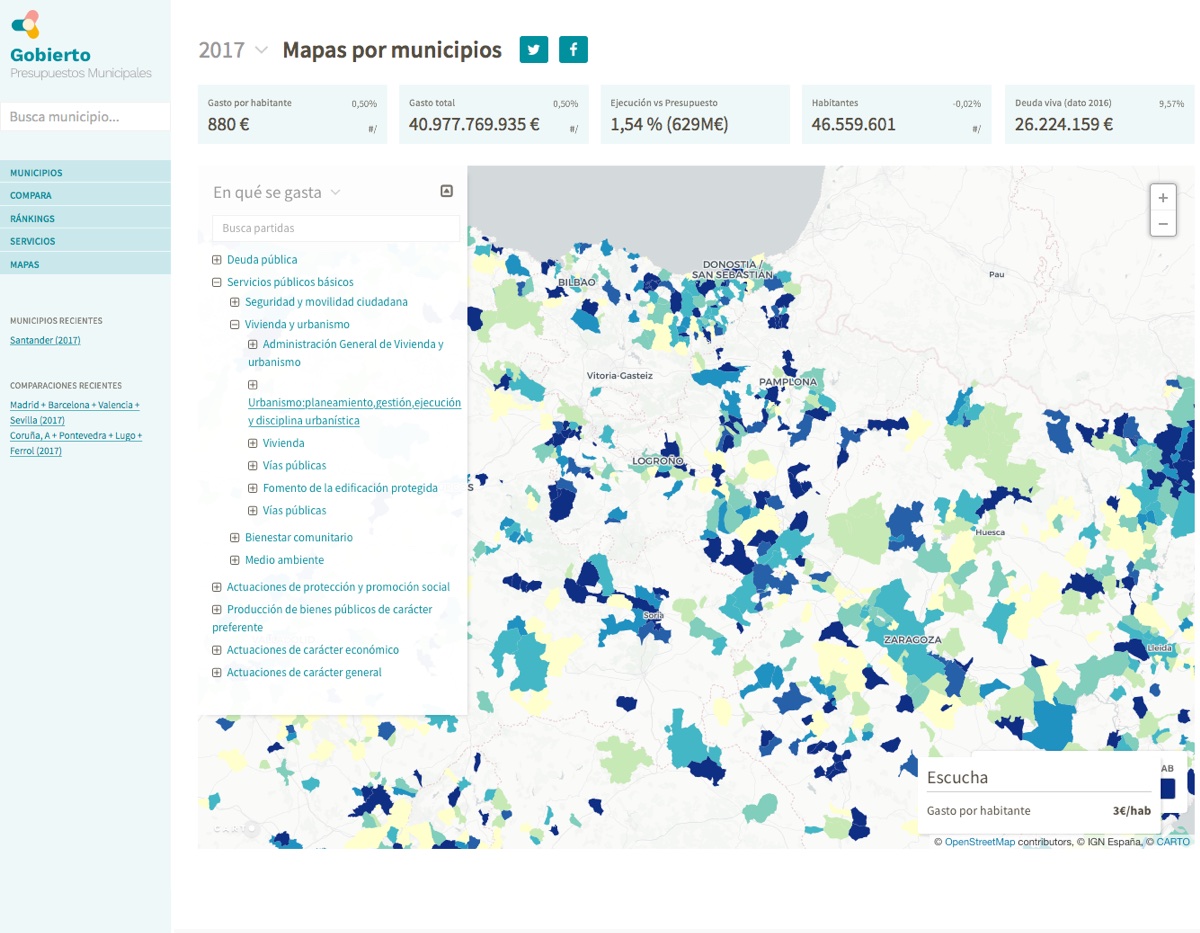 Gobierto
Presupuestos Municipales
Busca municipio...
MUNICIPIOS
COMPARA
RÁNKINGS
SERVICIOS
MAPAS
MUNICIPIOS RECIENTES
Santander (2017)
COMPARACIONES RECIENTES
Madrid + Barcelona + Valencia +
Sevilla (2017)
Coruña, A + Pontevedra + Lugo +
Ferrol (2017)
2017 Mapas por municipios
Gasto por habitante 0,50%
880 € #/
Gasto total 0,50%
40.977.769.935 € #/
Ejecución vs Presupuesto
1,54 % (629M€)
Habitantes -0,02%
46.559.601 #/
Deuda viva (dato 2016) 9,57%
26.224.159 €
En qué se gasta
Busca partidas
Deuda pública
Servicios públicos básicos
Seguridad y movilidad ciudadana
Vivienda y urbanismo
Administración General de Vivienda y
urbanismo
Urbanismo:planeamiento,gestión,ejecución
y disciplina urbanística
Vivienda
Vías públicas
Fomento de la edificación protegida
Vías públicas
Bienestar comunitario
Medio ambiente
Actuaciones de protección y promoción social
Producción de bienes públicos de carácter
preferente
Actuaciones de carácter económico
Actuaciones de carácter general
+
−
DONOSTIA /
SAN SEBASTIÁN
BILBAO
Pau
Vitoria-Gasteiz
PAMPLONA
LOGROÑO
S
Huesca
Soria
ZARAGOZA
Lleida
CARTO
AB
Escucha
Gasto por habitante 3€/hab
© OpenStreetMap contributors, © IGN España, © CARTO